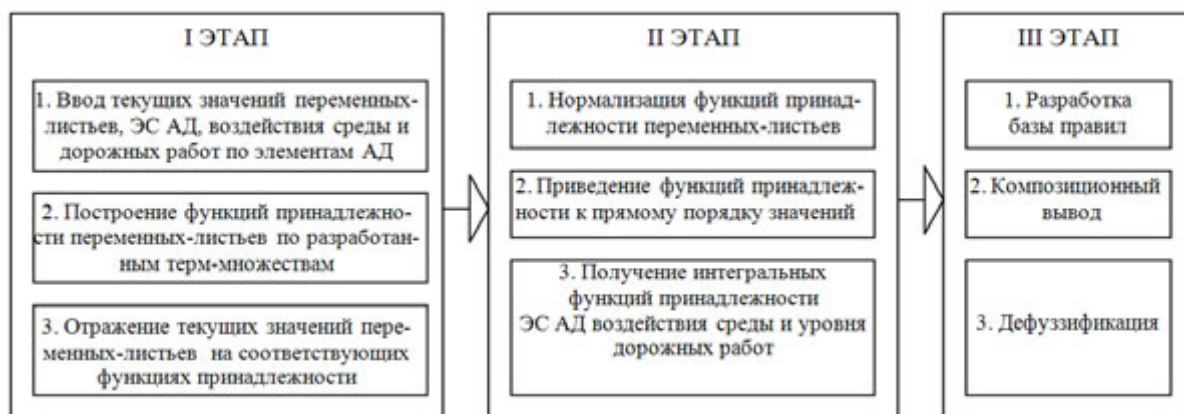 I ЭТАП
1. Ввод текущих значений переменных-
листьев, ЭС АД, воздействия среды и
дорожных работ по элементам АД
2. Построение функций принадлежно-
сти переменных-листьев по разработан-
ным терм-множествам
3. Отражение текущих значений пере-
менных-листьев на соответствующих
функциях принадлежности
II ЭТАП
1. Нормализация функций принад-
лежности переменных-листьев
2. Приведение функций принадлеж-
ности к прямому порядку значений
3. Получение интегральных
функций принадлежности
ЭС АД воздействия среды и уровня
дорожных работ
III ЭТАП
1. Разработка
базы правил
2. Композиционный
вывод
3. Дефуззификация